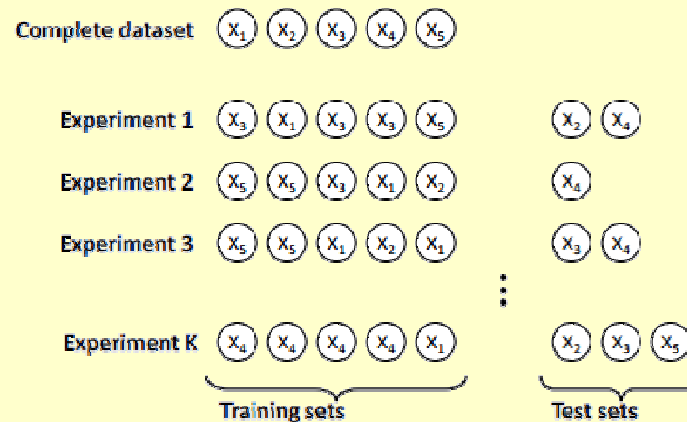 Complete dataset X₁ X₂ X₃ X₄ X₅
Experiment 1 X₃ X₁ X₃ X₃ X₅ X₂ X₄
Experiment 2 X₅ X₅ X₃ X₁ X₂ X₄
Experiment 3 X₅ X₅ X₁ X₂ X₁ X₃ X₄
Experiment K X₄ X₄ X₄ X₄ X₁ X₂ X₃ X₅
Training sets Test sets